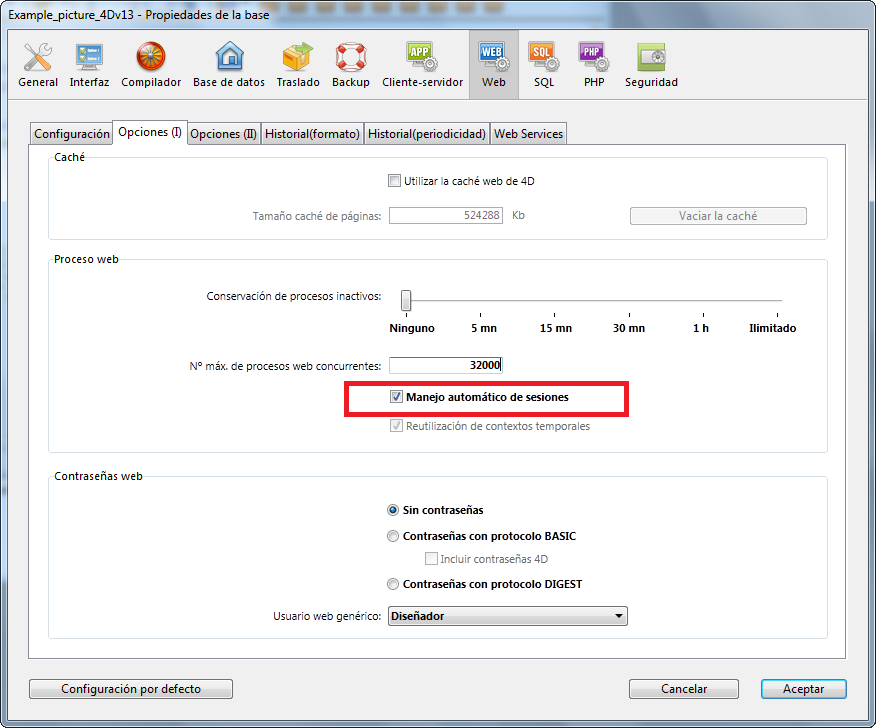 Example_picture_4Dv13 - Propiedades de la base
APP WEB SQL PHP
General Interfaz Compilador Base de datos Traslado Backup Cliente-servidor Web SQL PHP Seguridad
Configuración Opciones (I) Opciones (II) Historial(formato) Historial(periodicidad) Web Services
Caché
Utilizar la caché web de 4D
Tamaño caché de páginas: 524288 Kb Vaciar la caché
Proceso web
Conservación de procesos inactivos:
Ninguno 5 mn 15 mn 30 mn 1 h Ilimitado
Nº máx. de procesos web concurrentes: 32000
Manejo automático de sesiones
Reutilización de contextos temporales
Contraseñas web
Sin contraseñas
Contraseñas con protocolo BASIC
Incluir contraseñas 4D
Contraseñas con protocolo DIGEST
Usuario web genérico: Diseñador
Configuración por defecto Cancelar Aceptar